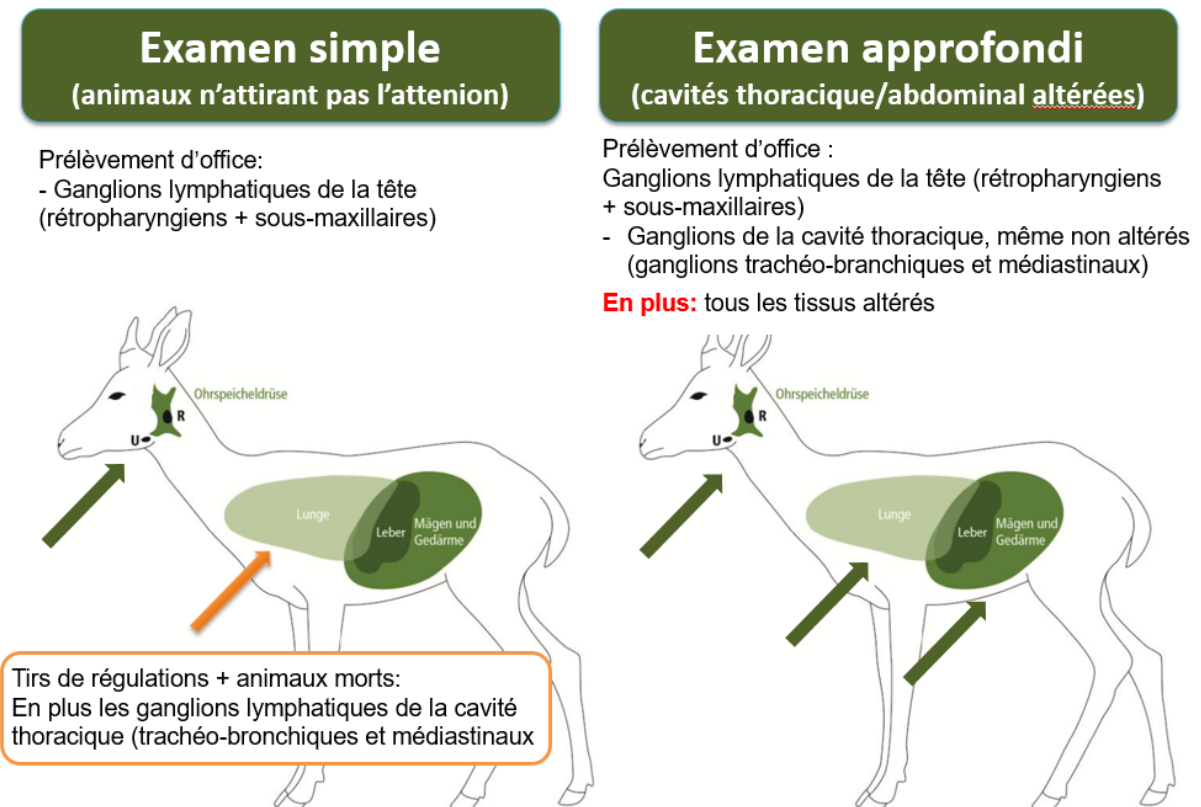 Examen simple
(animaux n’attirant pas l’attenion)
Prélèvement d’office:
- Ganglions lymphatiques de la tête
(rétropharyngiens + sous-maxillaires)
Ohrspeicheldrüse
R
U
Lunge
Leber
Mägen und
Gedärme
Tirs de régulations + animaux morts:
En plus les ganglions lymphatiques de la cavité
thoracique (trachéo-bronchiques et médiastinaux
Examen approfondi
(cavités thoracique/abdominal altérées)
Prélèvement d’office :
Ganglions lymphatiques de la tête (rétropharyngiens
+ sous-maxillaires)
- Ganglions de la cavité thoracique, même non altérés
(ganglions trachéo-branchiques et médiastinaux)
En plus: tous les tissus altérés
Ohrspeicheldrüse
R
U
Lunge
Leber
Mägen und
Gedärme